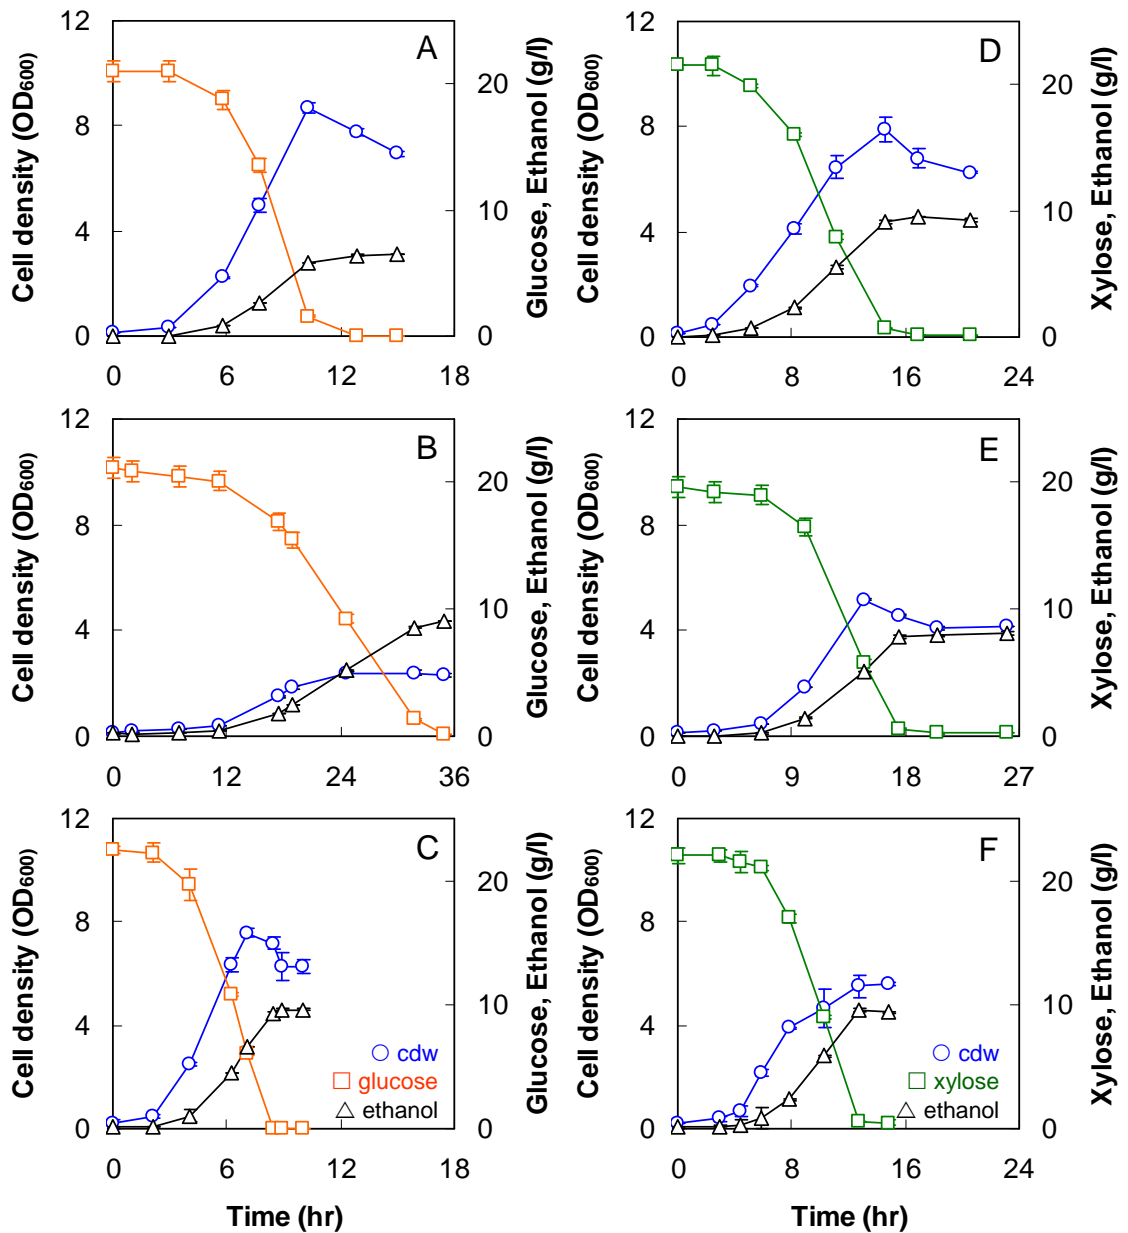 A
12
8
4
0
20
10
0
0 6 12 18
Cell density (OD600)
Glucose, Ethanol (g/l)
D
12
8
4
0
20
10
0
0 8 16 24
Cell density (OD600)
Xylose, Ethanol (g/l)
B
12
8
4
0
20
10
0
0 12 24 36
Cell density (OD600)
Glucose, Ethanol (g/l)
E
12
8
4
0
20
10
0
0 9 18 27
Cell density (OD600)
Xylose, Ethanol (g/l)
C
12
8
4
0
20
10
0
cdw
glucose
ethanol
0 6 12 18
Cell density (OD600)
Glucose, Ethanol (g/l)
Time (hr)
F
12
8
4
0
20
10
0
cdw
xylose
ethanol
0 8 16 24
Cell density (OD600)
Xylose, Ethanol (g/l)
Time (hr)